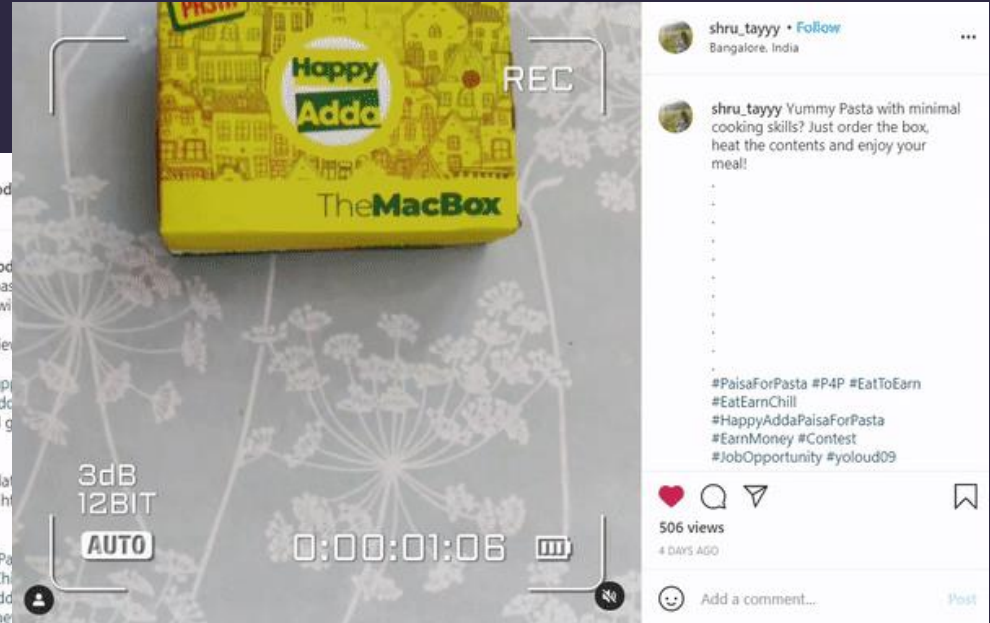 PASTA
Happy
Adda
TheMacBox
REC
3dB
12BIT
AUTO
0:00:01:06
shru_tayyy • Follow
Bangalore, India
shru_tayyy Yummy Pasta with minimal
cooking skills? Just order the box,
heat the contents and enjoy your
meal!
.
.
.
.
.
.
.
.
.
.
.
#PaisaForPasta #P4P #EatToEarn
#EatEarnChill
#HappyAddaPaisaForPasta
#EarnMoney #Contest
#JobOpportunity #yoloud09
506 views
4 DAYS AGO
Add a comment...
Post